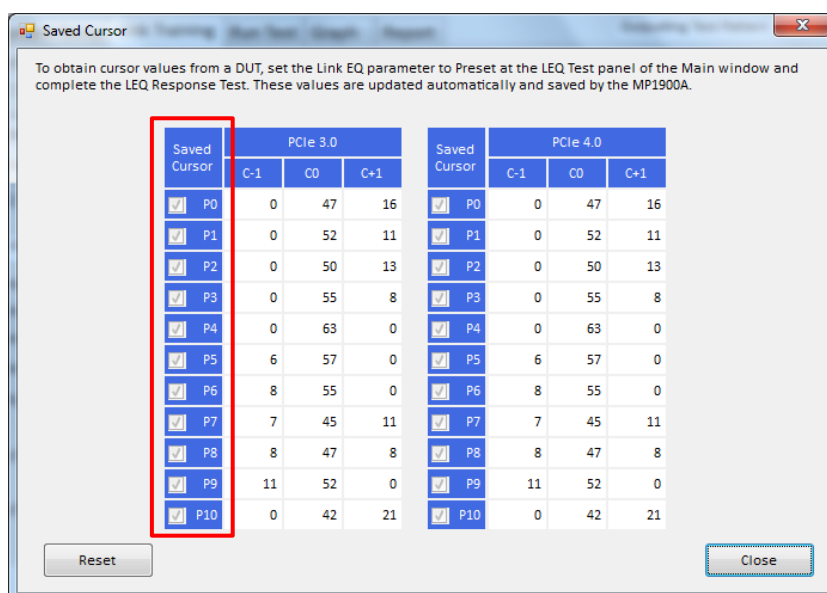 Saved Cursor
To obtain cursor values from a DUT, set the Link EQ parameter to Preset at the LEQ Test panel of the Main window and
complete the LEQ Response Test. These values are updated automatically and saved by the MP1900A.
Saved Cursor PCIe 3.0 Saved Cursor PCIe 4.0
C-1 C0 C+1 C-1 C0 C+1
P0 0 47 16 P0 0 47 16
P1 0 52 11 P1 0 52 11
P2 0 50 13 P2 0 50 13
P3 0 55 8 P3 0 55 8
P4 0 63 0 P4 0 63 0
P5 6 57 0 P5 6 57 0
P6 8 55 0 P6 8 55 0
P7 7 45 11 P7 7 45 11
P8 8 47 8 P8 8 47 8
P9 11 52 0 P9 11 52 0
P10 0 42 21 P10 0 42 21
Reset Close